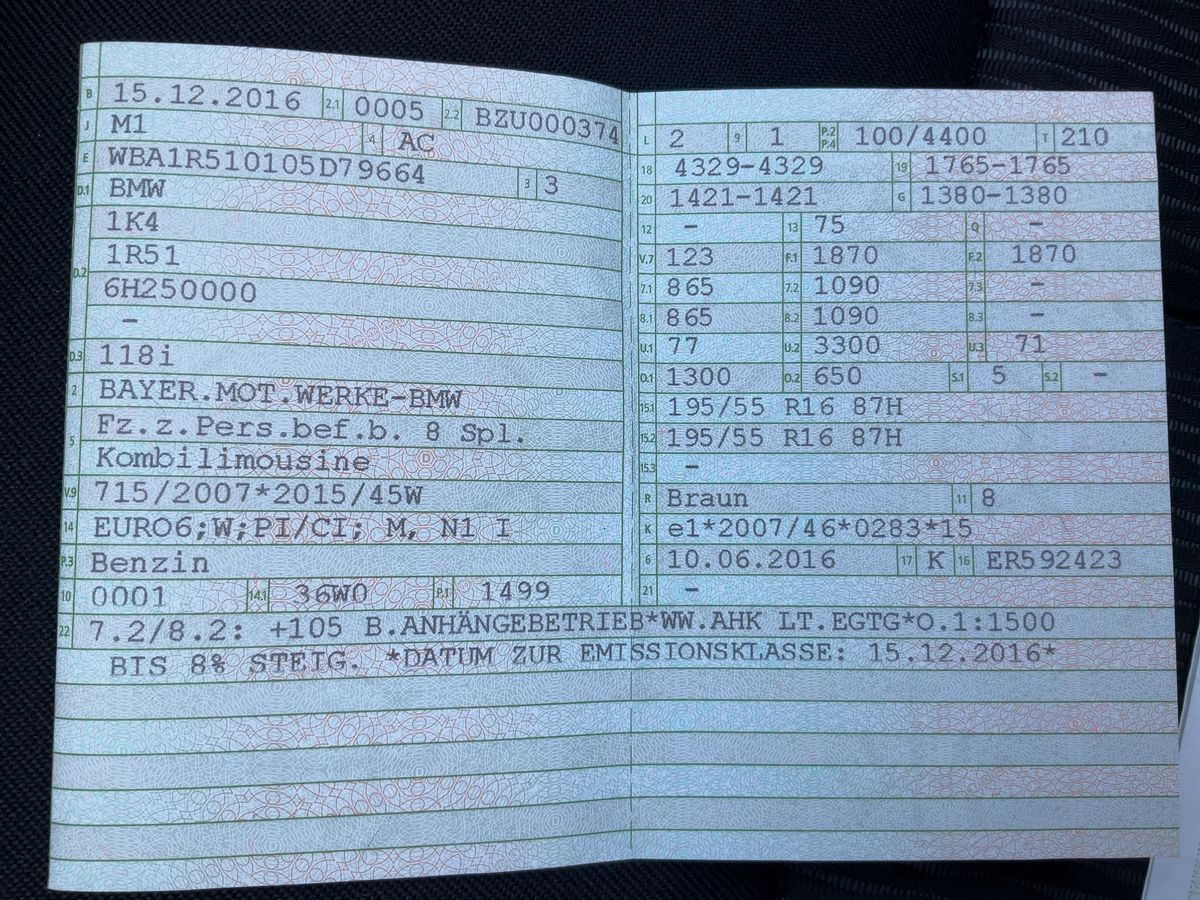 B 15.12.2016 2.1 0005 2.2 BZU000374
J M1 4 AC
E WBA1R510105D79664 3 3
D.1 BMW
D.2 1K4
1R51
6H250000
–
D.3 118i
2 BAYER.MOT.WERKE-BMW
5 Fz.z.Pers.bef.b. 8 Spl.
Kombilimousine
V.9 715/2007*2015/45W
14 EURO6;W;PI/CI; M, N1 I
P.3 Benzin
10 0001 14.1 36W0 P.1 1499
L 2 9 1 P.2 P.4 100/4400 T 210
18 4329-4329 19 1765-1765
20 1421-1421 G 1380-1380
12 – 13 75 Q –
V.7 123 F.1 1870 F.2 1870
7.1 865 7.2 1090 7.3 –
8.1 865 8.2 1090 8.3 –
U.1 77 U.2 3300 U.3 71
O.1 1300 O.2 650 S.1 5 S.2 –
15.1 195/55 R16 87H
15.2 195/55 R16 87H
15.3 –
R Braun 11 8
K e1*2007/46*0283*15
6 10.06.2016 17 K 16 ER592423
21 –
22 7.2/8.2: +105 B.ANHÄNGEBETRIEB*WW.AHK LT.EGTG*O.1:1500
BIS 8% STEIG. *DATUM ZUR EMISSIONSKLASSE: 15.12.2016*